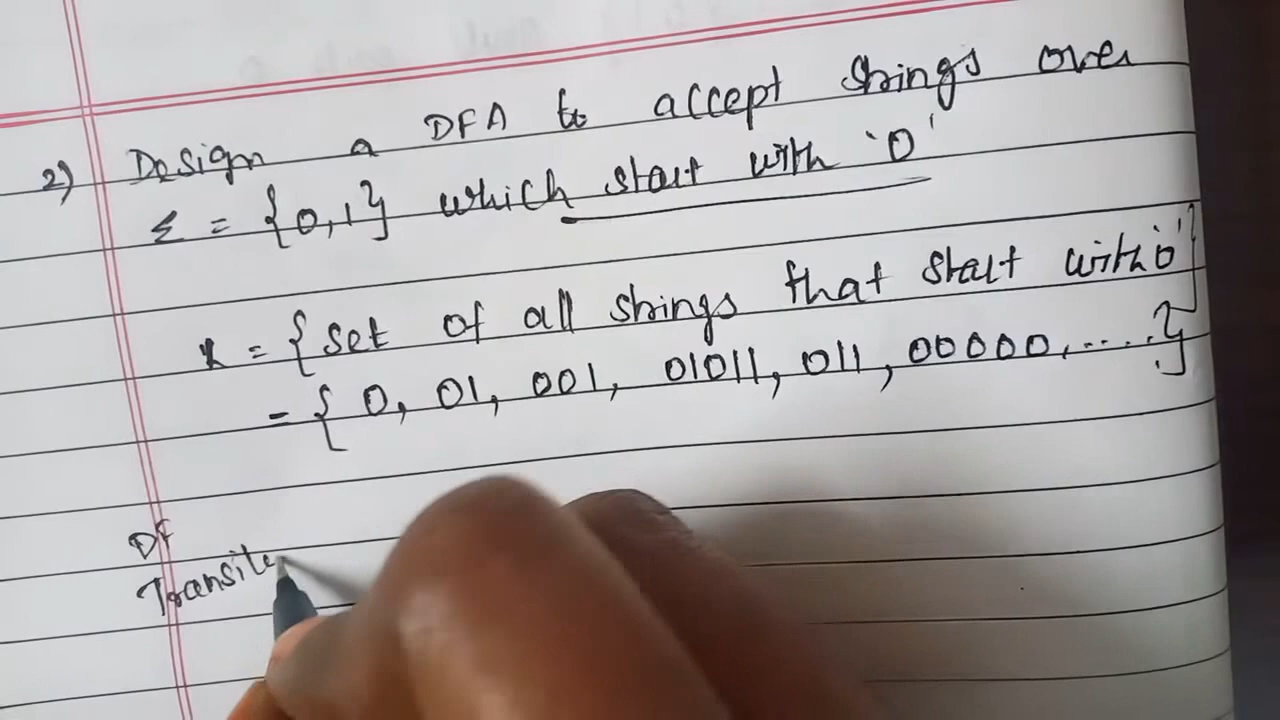 2) Design a DFA to accept strings over
Σ = {0,1} which start with '0'
L = {set of all strings that start with '0'}
= { 0, 01, 001, 01011, 011, 00000, .....}
DF
Transite